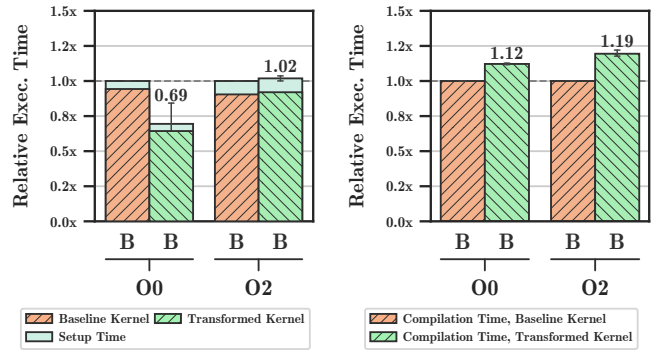 Relative Exec. Time
1.5x
1.2x
1.0x
0.8x
0.5x
0.2x
0.0x
0.69
1.02
B B B B
O0 O2
Baseline Kernel Transformed Kernel
Setup Time
Relative Exec. Time
1.5x
1.2x
1.0x
0.8x
0.5x
0.2x
0.0x
1.12
1.19
B B B B
O0 O2
Compilation Time, Baseline Kernel
Compilation Time, Transformed Kernel